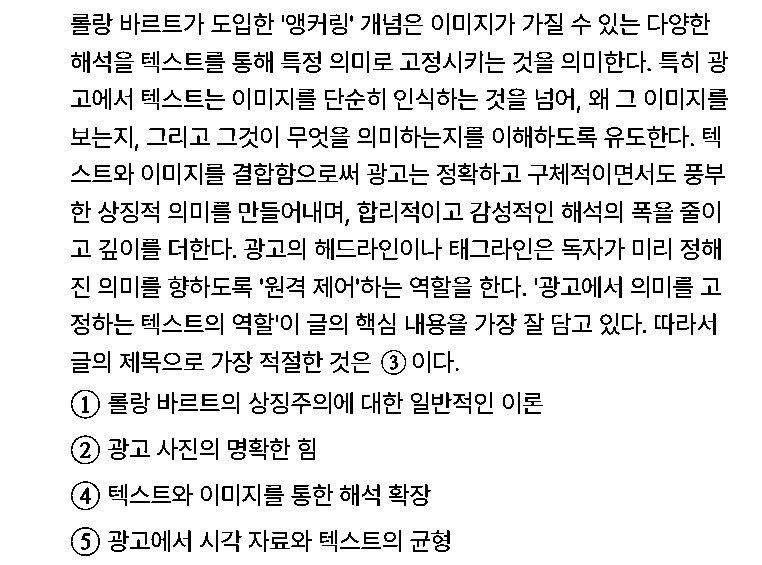 롤랑 바르트가 도입한 '앵커링' 개념은 이미지가 가질 수 있는 다양한
해석을 텍스트를 통해 특정 의미로 고정시키는 것을 의미한다. 특히 광
고에서 텍스트는 이미지를 단순히 인식하는 것을 넘어, 왜 그 이미지를
보는지, 그리고 그것이 무엇을 의미하는지를 이해하도록 유도한다. 텍
스트와 이미지를 결합함으로써 광고는 정확하고 구체적이면서도 풍부
한 상징적 의미를 만들어내며, 합리적이고 감성적인 해석의 폭을 줄이
고 깊이를 더한다. 광고의 헤드라인이나 태그라인은 독자가 미리 정해
진 의미를 향하도록 '원격 제어'하는 역할을 한다. '광고에서 의미를 고
정하는 텍스트의 역할'이 글의 핵심 내용을 가장 잘 담고 있다. 따라서
글의 제목으로 가장 적절한 것은 ③이다.
① 롤랑 바르트의 상징주의에 대한 일반적인 이론
② 광고 사진의 명확한 힘
④ 텍스트와 이미지를 통한 해석 확장
⑤ 광고에서 시각 자료와 텍스트의 균형